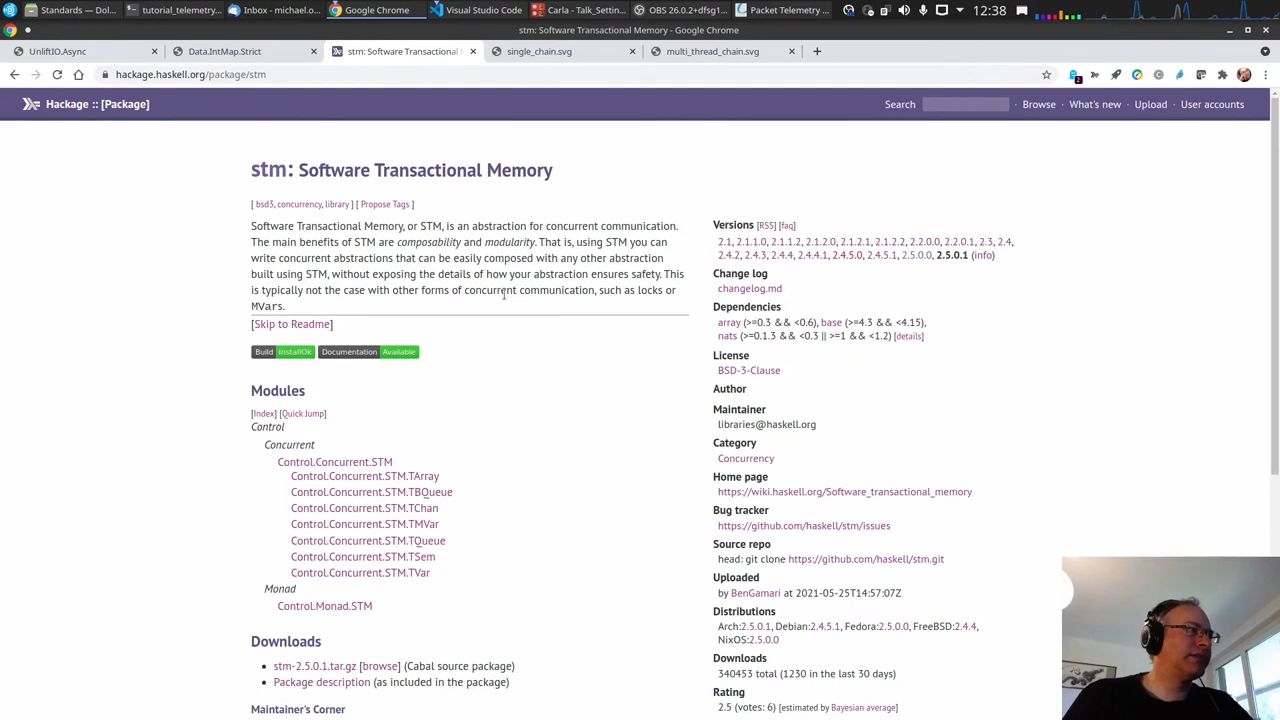 Standards — Dol...
tutorial_telemetry...
Inbox - michael.o...
Google Chrome
Visual Studio Code
Carla - Talk_Setting...
OBS 26.0.2+dfsg1...
Packet Telemetry ...
12:38
stm: Software Transactional Memory - Google Chrome
UnliftIO.Async
Data.IntMap.Strict
stm: Software Transactional
single_chain.svg
multi_thread_chain.svg
hackage.haskell.org/package/stm
2
Hackage :: [Package]
Search · Browse · What's new · Upload · User accounts
stm: Software Transactional Memory
[ bsd3, concurrency, library ] [ Propose Tags ]
Software Transactional Memory, or STM, is an abstraction for concurrent communication.
The main benefits of STM are composability and modularity. That is, using STM you can
write concurrent abstractions that can be easily composed with any other abstraction
built using STM, without exposing the details of how your abstraction ensures safety. This
is typically not the case with other forms of concurrent communication, such as locks or
MVars.
[Skip to Readme]
Build InstallOk Documentation Available
Modules
[Index] [Quick Jump]
Control
Concurrent
Control.Concurrent.STM
Control.Concurrent.STM.TArray
Control.Concurrent.STM.TBQueue
Control.Concurrent.STM.TChan
Control.Concurrent.STM.TMVar
Control.Concurrent.STM.TQueue
Control.Concurrent.STM.TSem
Control.Concurrent.STM.TVar
Monad
Control.Monad.STM
Downloads
• stm-2.5.0.1.tar.gz [browse] (Cabal source package)
• Package description (as included in the package)
Maintainer's Corner
Versions [RSS] [faq]
2.1, 2.1.1.0, 2.1.1.2, 2.1.2.0, 2.1.2.1, 2.1.2.2, 2.2.0.0, 2.2.0.1, 2.3, 2.4,
2.4.2, 2.4.3, 2.4.4, 2.4.4.1, 2.4.5.0, 2.4.5.1, 2.5.0.0, 2.5.0.1 (info)
Change log
changelog.md
Dependencies
array (>=0.3 && <0.6), base (>=4.3 && <4.15),
nats (>=0.1.3 && <0.3 || >=1 && <1.2) [details]
License
BSD-3-Clause
Author
Maintainer
libraries@haskell.org
Category
Concurrency
Home page
https://wiki.haskell.org/Software_transactional_memory
Bug tracker
https://github.com/haskell/stm/issues
Source repo
head: git clone https://github.com/haskell/stm.git
Uploaded
by BenGamari at 2021-05-25T14:57:07Z
Distributions
Arch:2.5.0.1, Debian:2.4.5.1, Fedora:2.5.0.0, FreeBSD:2.4.4,
NixOS:2.5.0.0
Downloads
340453 total (1230 in the last 30 days)
Rating
2.5 (votes: 6) [estimated by Bayesian average]